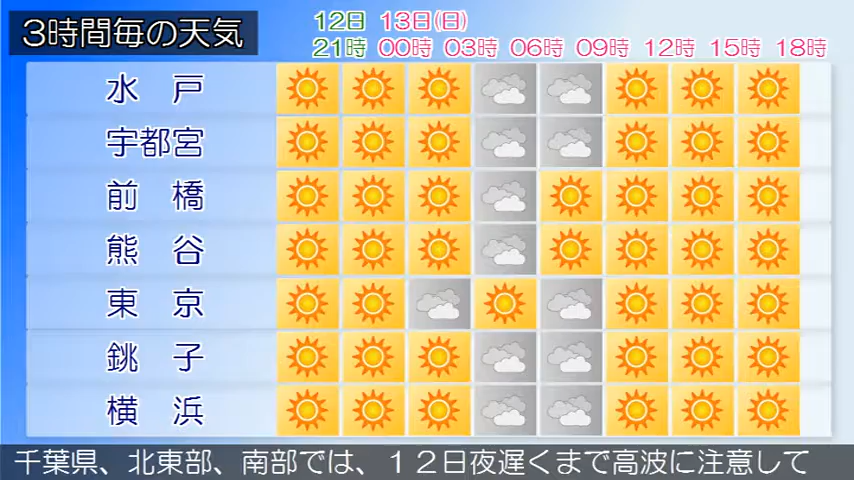 3時間毎の天気
12日 13日(日)
21時 00時 03時 06時 09時 12時 15時 18時
水　戸
宇都宮
前　橋
熊　谷
東　京
銚　子
横　浜
千葉県、北東部、南部では、１２日夜遅くまで高波に注意して